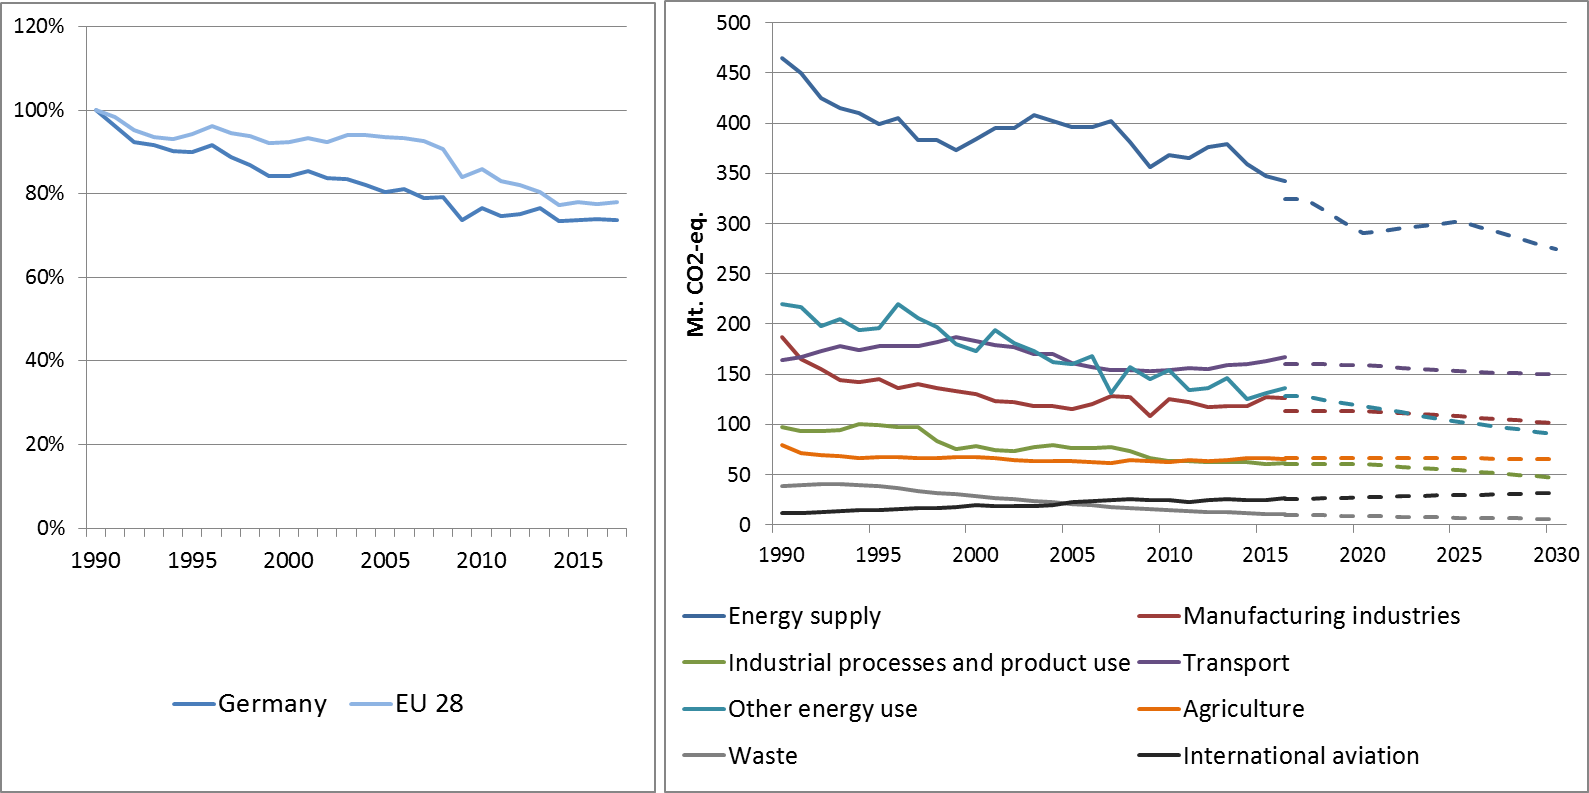 120%
100%
80%
60%
40%
20%
0%
1990 1995 2000 2005 2010 2015
Germany EU 28
Mt. CO2-eq.
500
450
400
350
300
250
200
150
100
50
0
1990 1995 2000 2005 2010 2015 2020 2025 2030
Energy supply Manufacturing industries
Industrial processes and product use Transport
Other energy use Agriculture
Waste International aviation